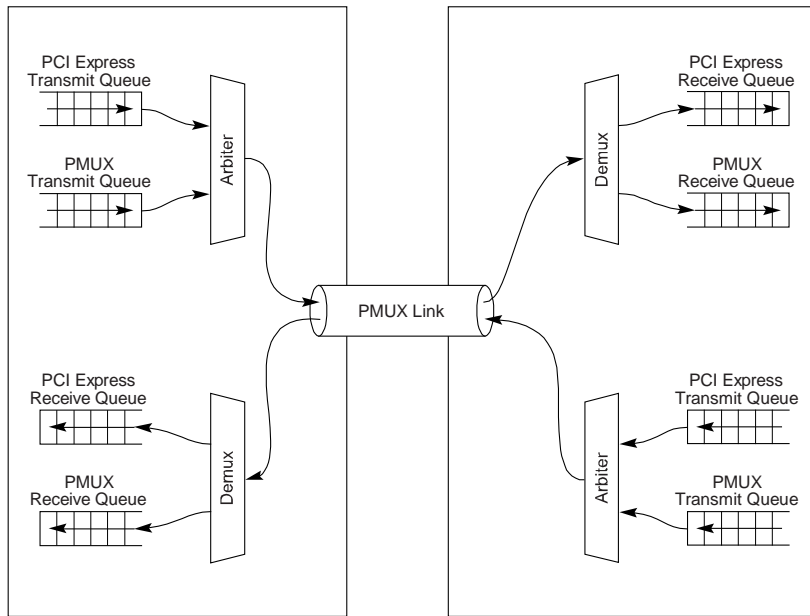 PCI Express
Transmit Queue
PMUX
Transmit Queue
Arbiter
PCI Express
Receive Queue
PMUX
Receive Queue
Demux
PMUX Link
PCI Express
Receive Queue
PMUX
Receive Queue
Demux
PCI Express
Transmit Queue
PMUX
Transmit Queue
Arbiter